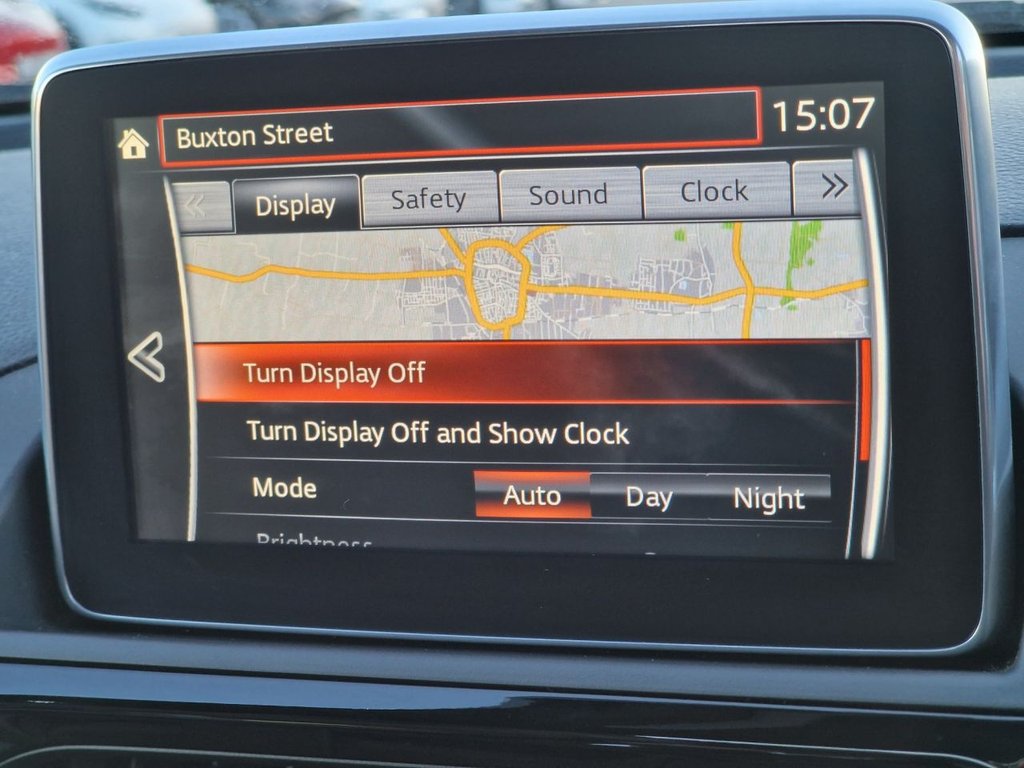 Buxton Street 15:07
Display Safety Sound Clock
Turn Display Off
Turn Display Off and Show Clock
Mode Auto Day Night
Brightness